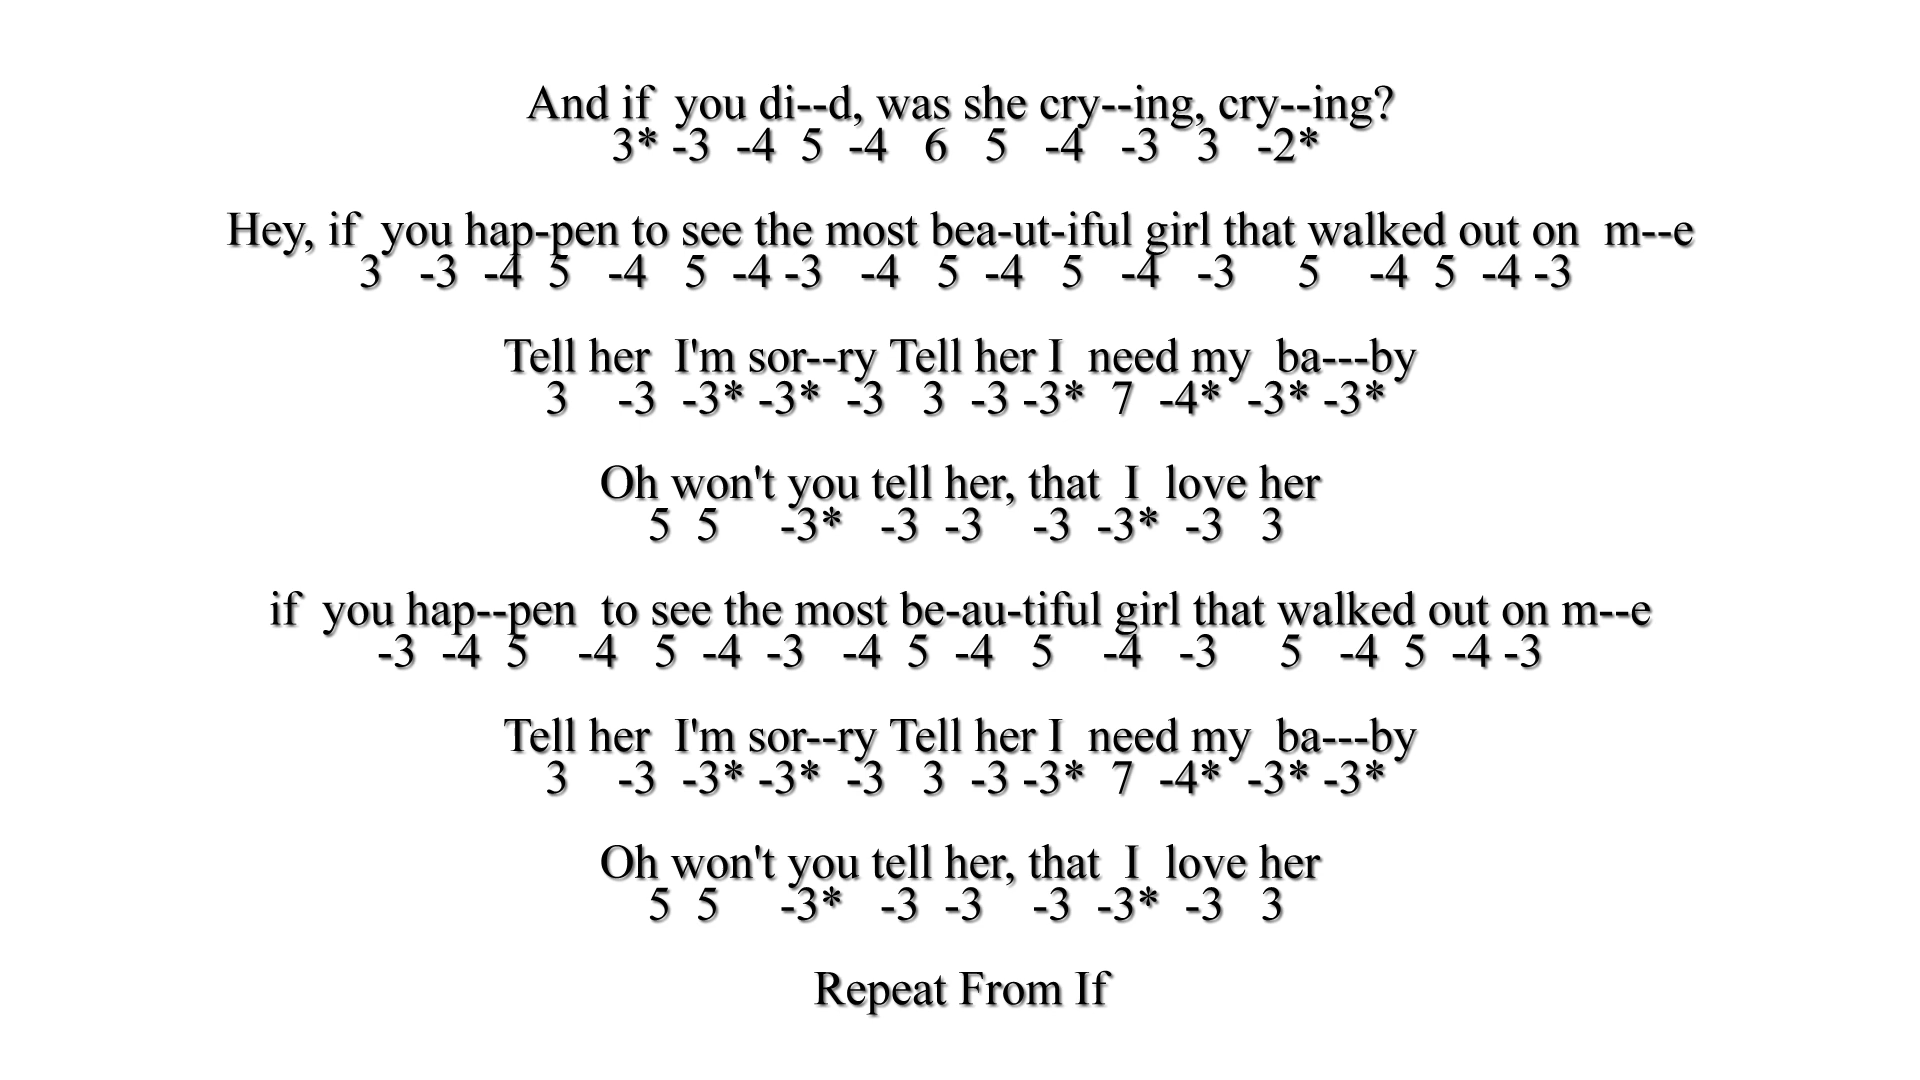 And if  you di--d, was she cry--ing, cry--ing?
3* -3  -4  5  -4   6   5   -4   -3   3   -2*
Hey, if  you hap-pen to see the most bea-ut-iful girl that walked out on  m--e
3   -3  -4  5   -4   5  -4 -3   -4   5  -4   5   -4   -3     5    -4  5  -4 -3
Tell her  I'm sor--ry Tell her I  need my  ba---by
3    -3  -3* -3*  -3   3  -3 -3*  7  -4*  -3* -3*
Oh won't you tell her, that  I  love her
5  5     -3*   -3  -3    -3  -3*  -3   3
if  you hap--pen  to see the most be-au-tiful girl that walked out on m--e
-3  -4  5    -4   5  -4  -3   -4  5  -4   5    -4   -3     5   -4  5  -4 -3
Tell her  I'm sor--ry Tell her I  need my  ba---by
3    -3  -3* -3*  -3   3  -3 -3*  7  -4*  -3* -3*
Oh won't you tell her, that  I  love her
5  5     -3*   -3  -3    -3  -3*  -3   3
Repeat From If